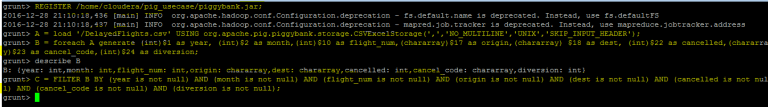 grunt> REGISTER /home/cloudera/pig_usecase/piggybank.jar;
2016-12-28 21:10:18,436 [main] INFO  org.apache.hadoop.conf.Configuration.deprecation - fs.default.name is deprecated. Instead, use fs.defaultFS
2016-12-28 21:10:18,437 [main] INFO  org.apache.hadoop.conf.Configuration.deprecation - mapred.job.tracker is deprecated. Instead, use mapreduce.jobtracker.address
grunt> A = load '/DelayedFlights.csv' USING org.apache.pig.piggybank.storage.CSVExcelStorage(',','NO_MULTILINE','UNIX','SKIP_INPUT_HEADER');
grunt> B = foreach A generate (int)$1 as year, (int)$2 as month,(int)$10 as flight_num,(chararray)$17 as origin,(chararray) $18 as dest, (int)$22 as cancelled,(chararra
y)$23 as cancel_code,(int)$24 as diversion;
grunt> describe B
B: {year: int,month: int,flight_num: int,origin: chararray,dest: chararray,cancelled: int,cancel_code: chararray,diversion: int}
grunt> C = FILTER B BY (year is not null) AND (month is not null) AND (flight_num is not null) AND (origin is not null) AND (dest is not null) AND (cancelled is not nul
l) AND (cancel_code is not null) AND (diversion is not null);
grunt>